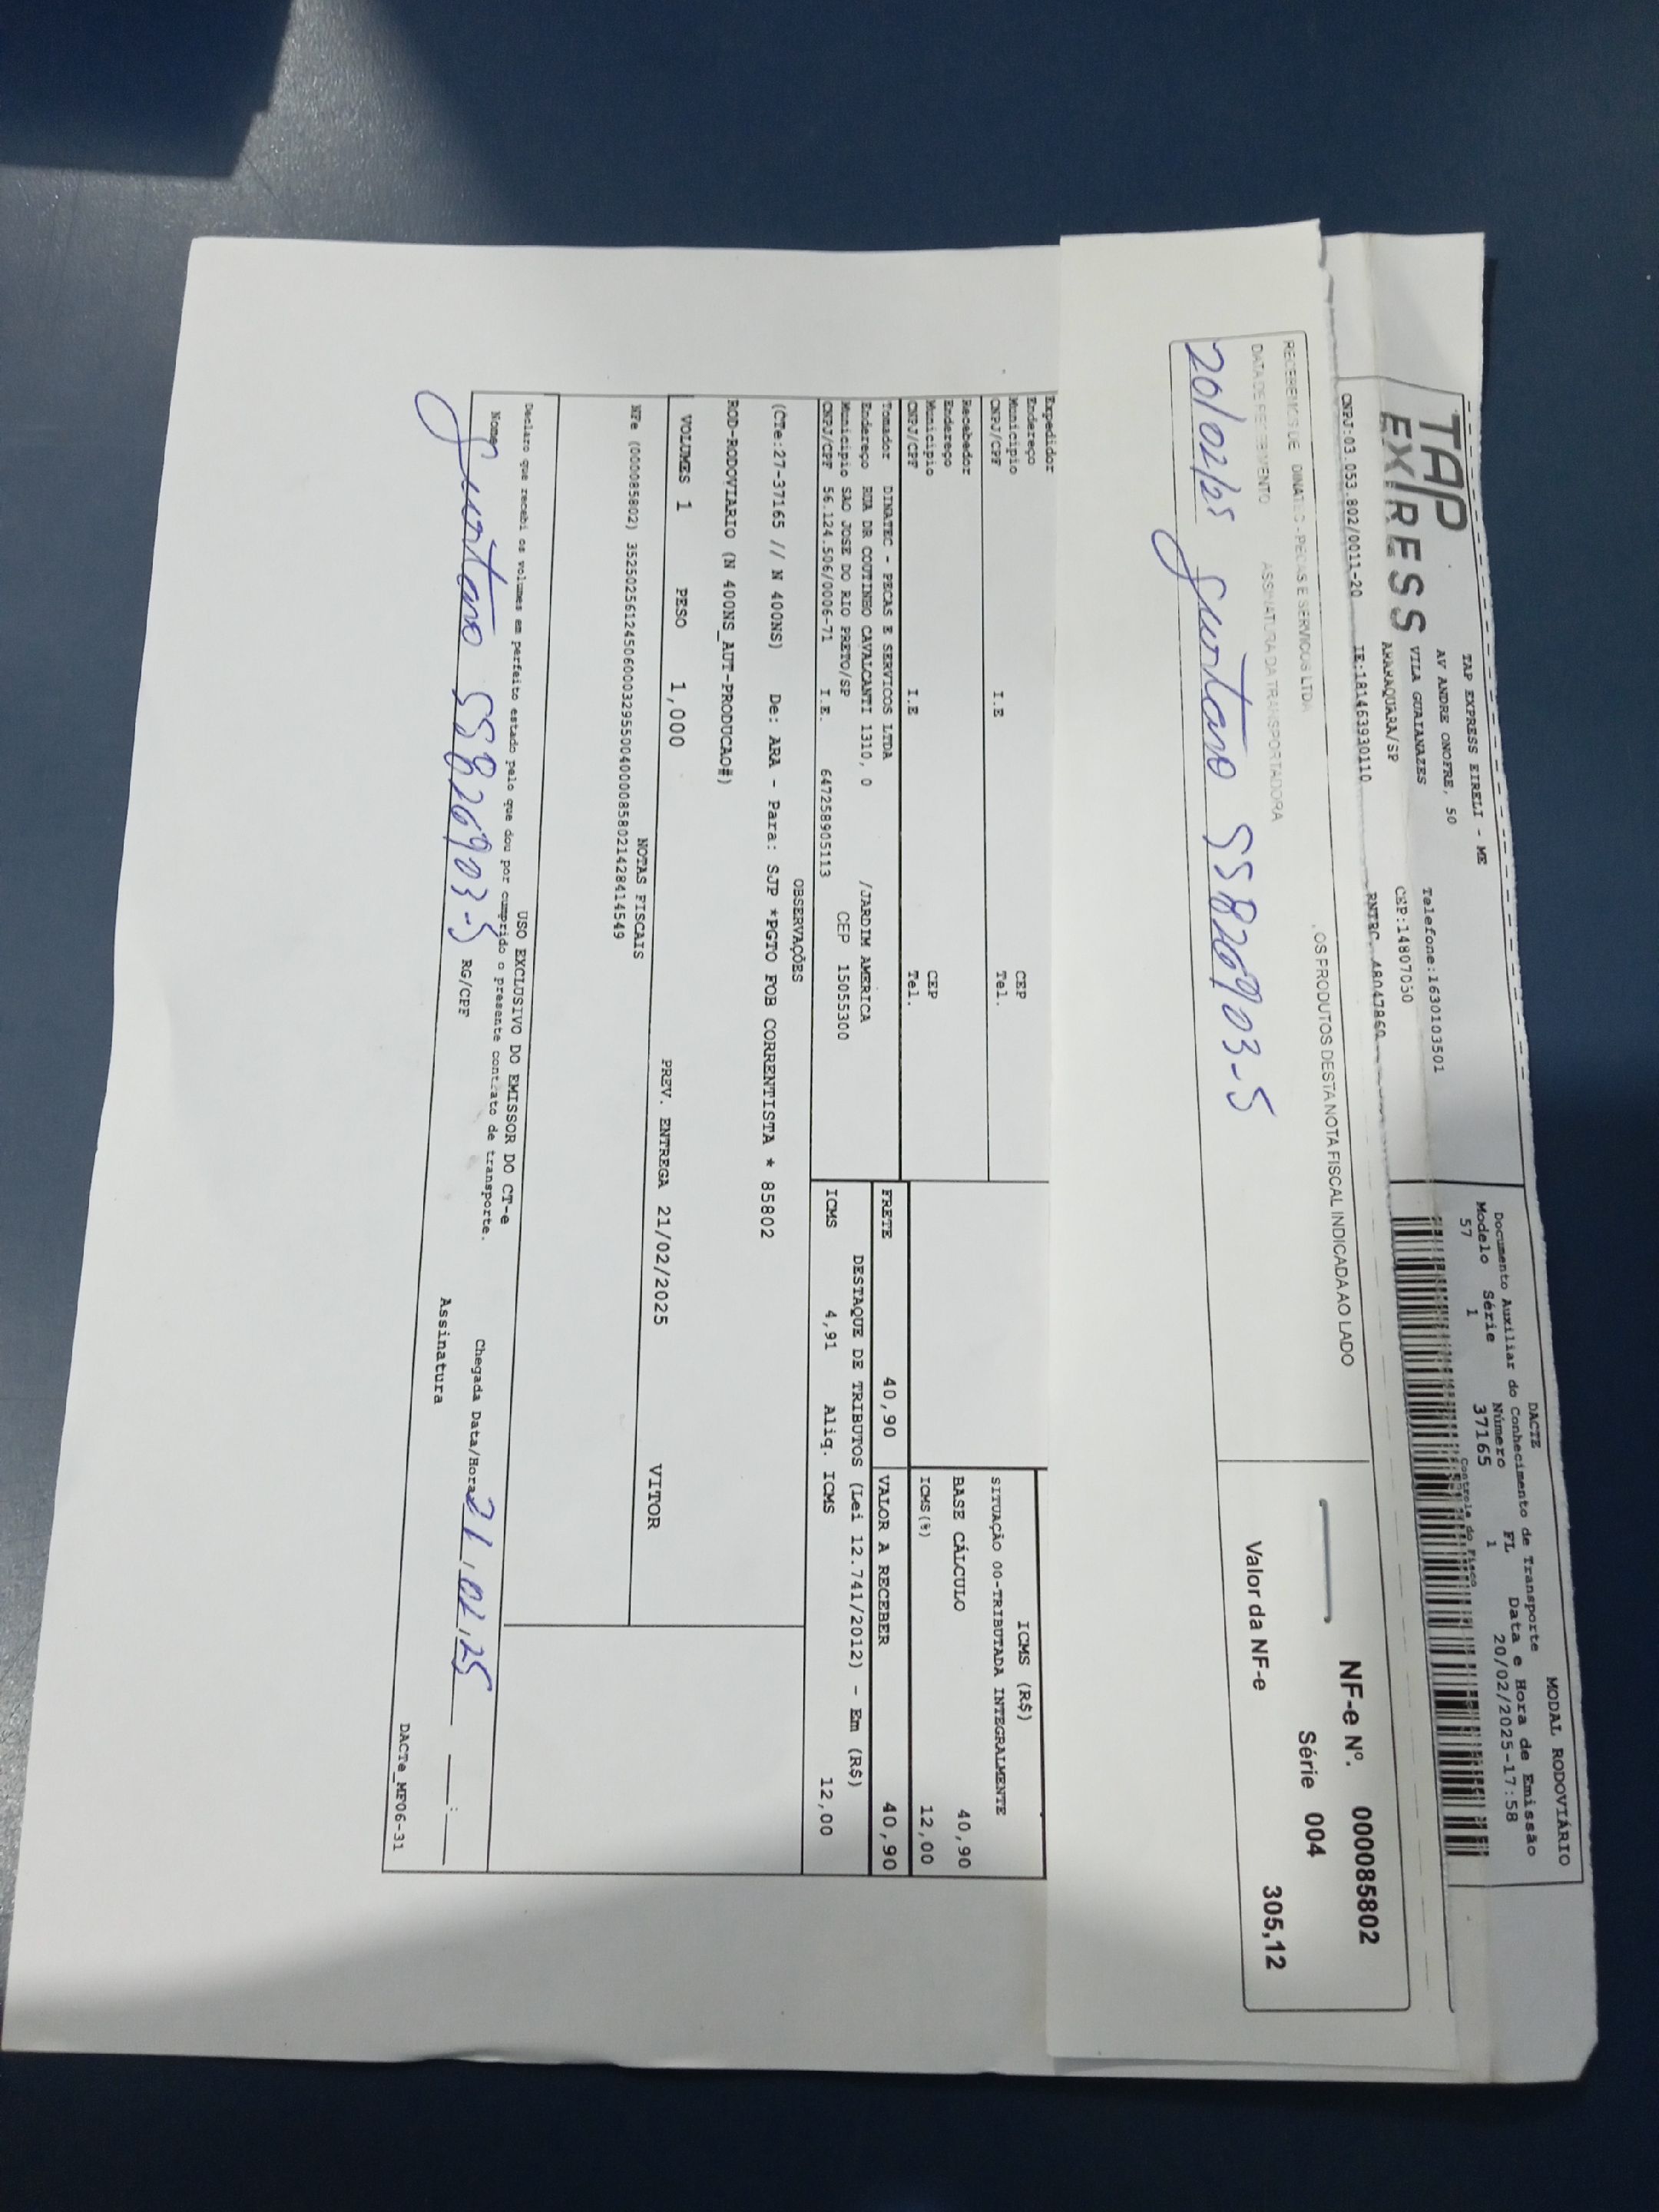 TAP
EXPRESS
TAP EXPRESS EIRELI - ME
AV ANDRE ONOFRE, 50
Telefone:1630103501
VILA GUAIANAZES
CEP:14807050
ARARAQUARA/SP
CNPJ:03.053.802/0011-20 IE:181463930110 RNTRC. 48047860
MODAL RODOVIÁRIO
DACTE
Documento Auxiliar do Conhecimento de Transporte
Modelo Série Número FL Data e Hora de Emissão
57 1 37165 1 20/02/2025-17:58
Controle do Fisco
RECEBEMOS DE DINATEC - PECAS E SERVICOS LTDA , OS PRODUTOS DESTA NOTA FISCAL INDICADA AO LADO
DATA DE RECEBIMENTO ASSINATURA DA TRANSPORTADORA
20/02/25 55826903-5
NF-e Nº. 000085802
Série 004
Valor da NF-e 305,12
Expedidor
Endereço
Município CEP
CNPJ/CPF I.E Tel.
Recebedor
Endereço
Município CEP
CNPJ/CPF I.E Tel.
Tomador DINATEC - PECAS E SERVICOS LTDA
Endereço RUA DR COUTINHO CAVALCANTI 1310, 0 /JARDIM AMERICA
Município SAO JOSE DO RIO PRETO/SP CEP 15055300
CNPJ/CPF 56.124.506/0006-71 I.E. 647258905113
ICMS (R$)
SITUAÇÃO 00-TRIBUTADA INTEGRALMENTE
BASE CÁLCULO 40,90
ICMS(%) 12,00
FRETE 40,90 VALOR A RECEBER 40,90
DESTAQUE DE TRIBUTOS (Lei 12.741/2012) - Em (R$)
ICMS 4,91 Aliq. ICMS 12,00
OBSERVAÇÕES
(CTe:27-37165 // N 400NS) De: ARA - Para: SJP *PGTO FOB CORRENTISTA * 85802
ROD-RODOVIARIO (N 400NS_AUT-PRODUCAO#)
VOLUMES 1 PESO 1,000 PREV. ENTREGA 21/02/2025 VITOR
NOTAS FISCAIS
NFe (000085802) 35250256124506000329550040000858021428414549
USO EXCLUSIVO DO EMISSOR DO CT-e
Declaro que recebi os volumes em perfeito estado pelo que dou por cumprido o presente contrato de transporte.
Nome 55826903-5 RG/CPF Assinatura Chegada Data/Hora 21.02.25 __:__
DACTe_MF06-31